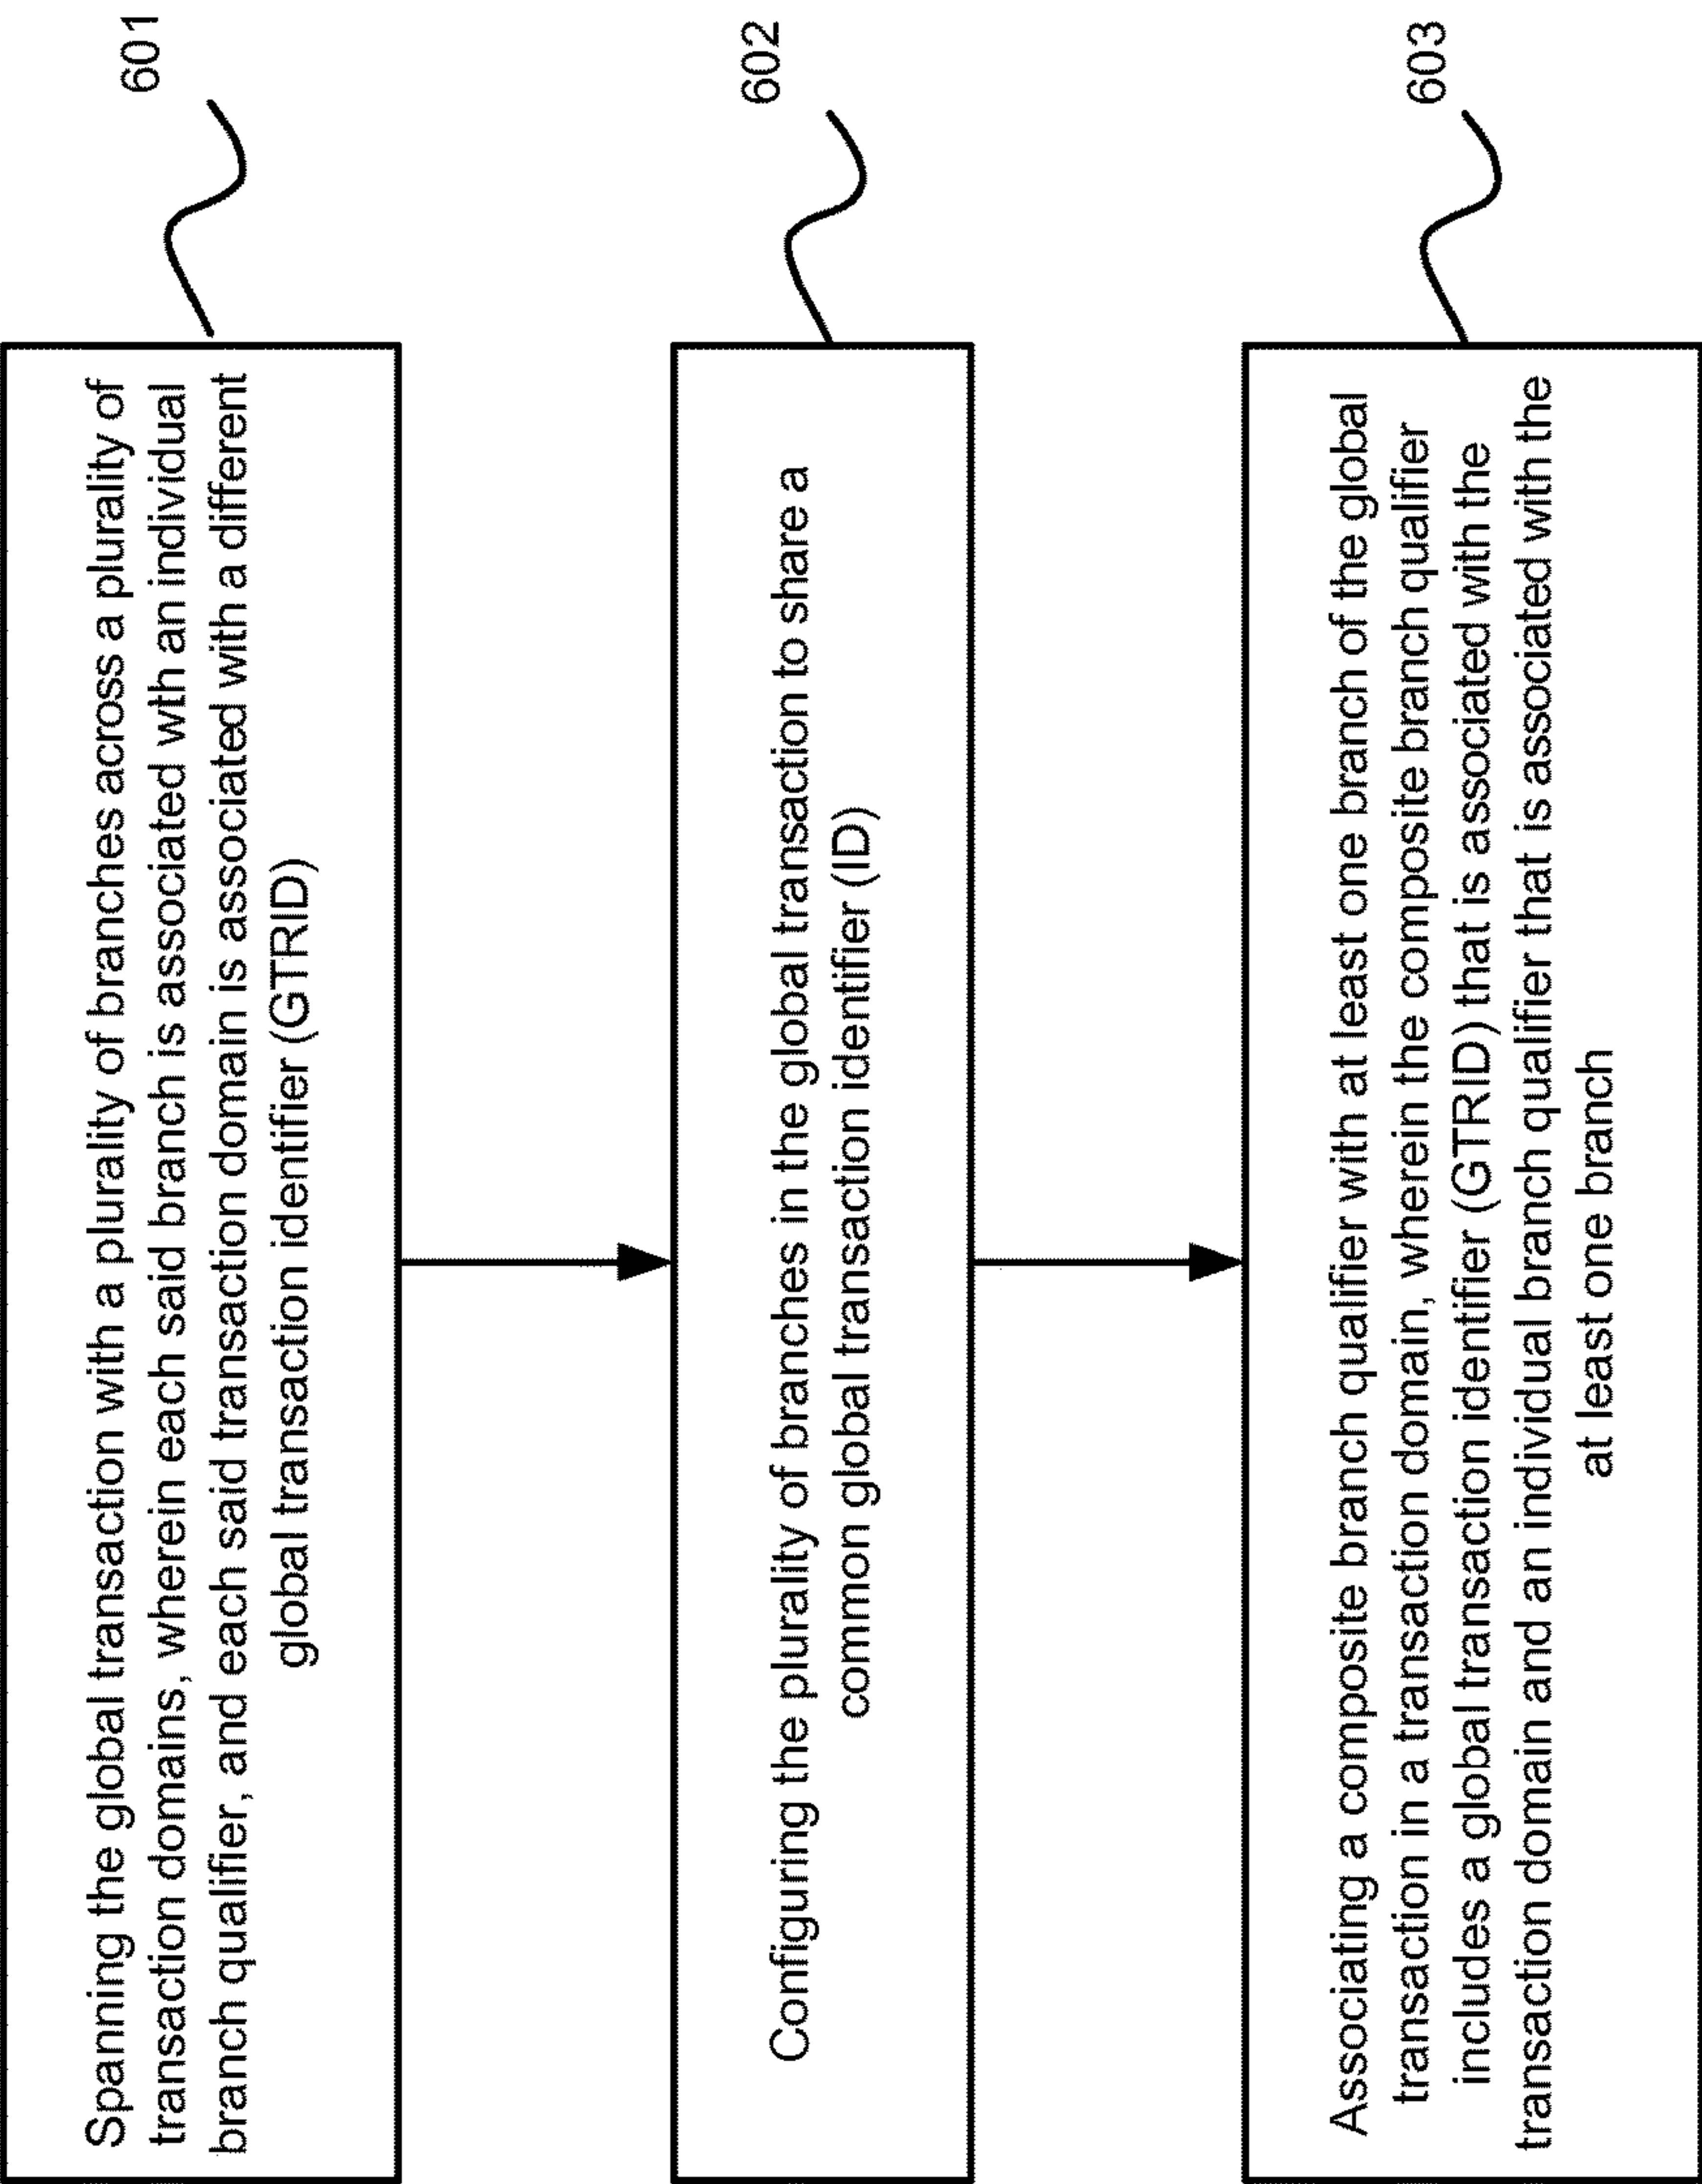 Spanning the global transaction with a plurality of branches across a plurality of
transaction domains, wherein each said branch is associated wth an individual
branch qualifier, and each said transaction domain is associated with a different
global transaction identifier (GTRID)
601
Configuring the plurality of branches in the global transaction to share a
common global transaction identifier (ID)
602
Associating a composite branch qualifier with at least one branch of the global
transaction in a transaction domain, wherein the composite branch qualifier
includes a global transaction identifier (GTRID) that is associated with the
transaction domain and an individual branch qualifier that is associated with the
at least one branch
603